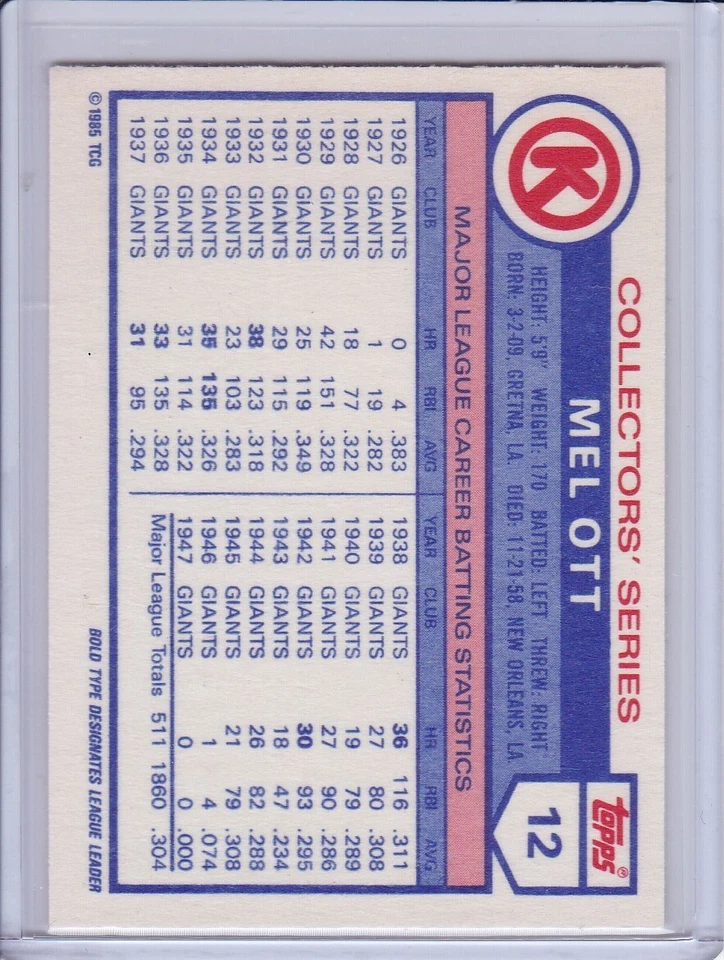 COLLECTORS' SERIES
K
MEL OTT
topps
12
HEIGHT: 5'9" WEIGHT: 170 BATTED: LEFT THREW: RIGHT
BORN: 3-2-09, GRETNA, LA. DIED: 11-21-58, NEW ORLEANS, LA
MAJOR LEAGUE CAREER BATTING STATISTICS
YEAR CLUB HR RBI AVG
1926 GIANTS 0 4 .383
1927 GIANTS 1 19 .282
1928 GIANTS 18 77 .322
1929 GIANTS 42 151 .328
1930 GIANTS 25 119 .349
1931 GIANTS 29 115 .292
1932 GIANTS 38 123 .318
1933 GIANTS 23 103 .283
1934 GIANTS 35 135 .326
1935 GIANTS 31 114 .322
1936 GIANTS 33 135 .328
1937 GIANTS 31 95 .294
YEAR CLUB HR RBI AVG
1938 GIANTS 36 116 .311
1939 GIANTS 27 80 .308
1940 GIANTS 19 79 .289
1941 GIANTS 27 90 .286
1942 GIANTS 30 93 .295
1943 GIANTS 18 47 .234
1944 GIANTS 26 82 .288
1945 GIANTS 21 79 .308
1946 GIANTS 1 4 .074
1947 GIANTS 0 0 .000
Major League Totals 511 1860 .304
© 1985 TCG
BOLD TYPE DESIGNATES LEAGUE LEADER